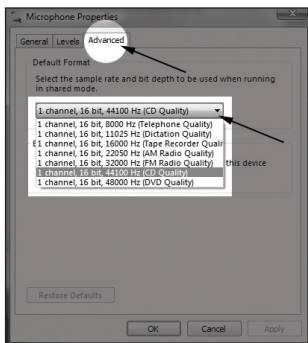 Microphone Properties
General Levels Advanced
Default Format
Select the sample rate and bit depth to be used when running
in shared mode.
1 channel, 16 bit, 44100 Hz (CD Quality)
1 channel, 16 bit, 8000 Hz (Telephone Quality)
1 channel, 16 bit, 11025 Hz (Dictation Quality)
1 channel, 16 bit, 16000 Hz (Tape Recorder Qualit
1 channel, 16 bit, 22050 Hz (AM Radio Quality)
1 channel, 16 bit, 32000 Hz (FM Radio Quality) this device
1 channel, 16 bit, 44100 Hz (CD Quality)
1 channel, 16 bit, 48000 Hz (DVD Quality)
Restore Defaults
OK Cancel Apply